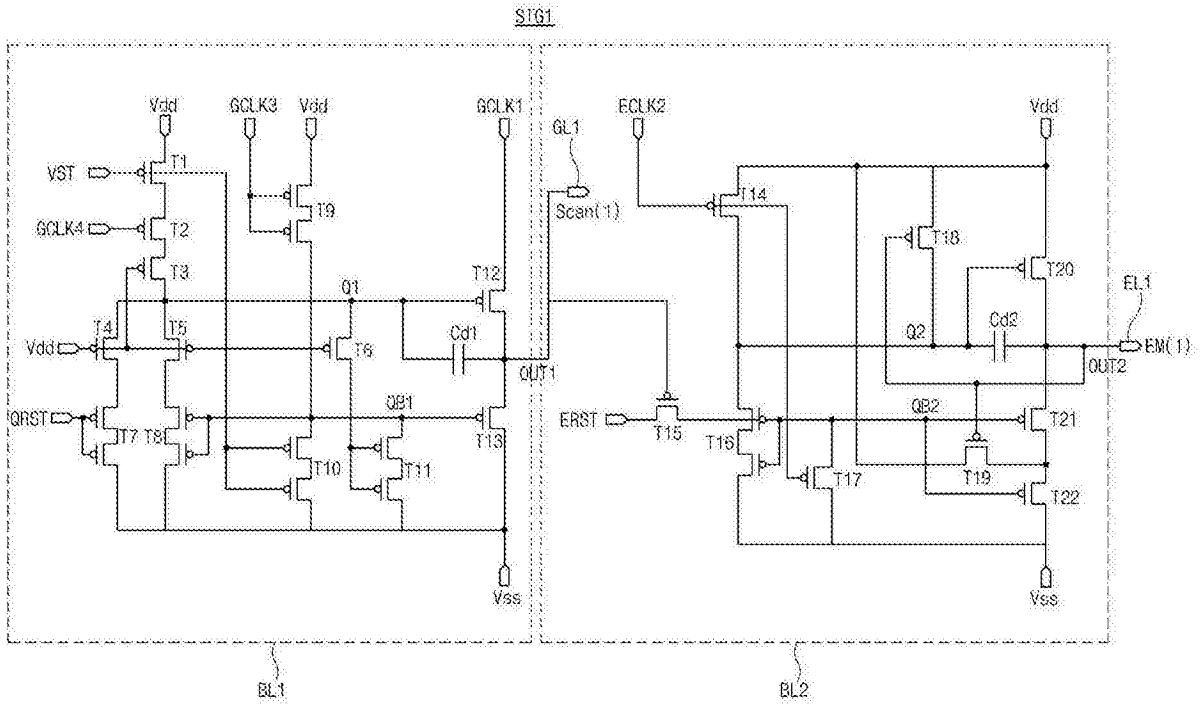 STG1
Vdd
GCLK3
Vdd
GCLK1
ECLK2
Vdd
GL1
VST
T1
T9
Scan(1)
T14
GCLK4
T2
T18
T3
T12
T20
Q1
EL1
T4
T5
Vdd
T6
Cd1
OUT1
Q2
Cd2
OUT2
EM(1)
QRST
QB1
QB2
T7
T8
T13
ERST
T15
T16
T21
T10
T11
T17
T19
T22
Vss
Vss
BL1
BL2